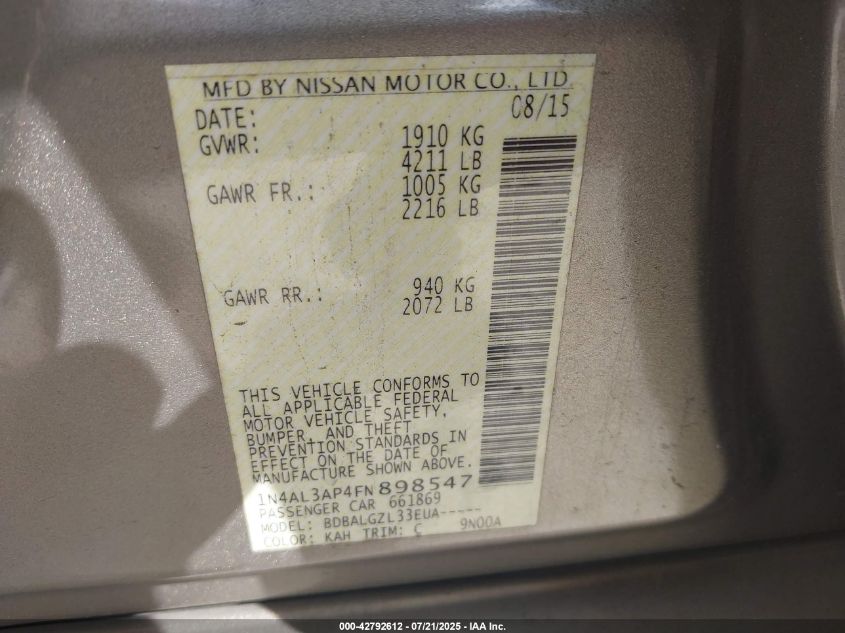 MFD BY NISSAN MOTOR CO., LTD.
DATE: 08/15
GVWR: 1910 KG
4211 LB
GAWR FR.: 1005 KG
2216 LB
GAWR RR.: 940 KG
2072 LB
THIS VEHICLE CONFORMS TO
ALL APPLICABLE FEDERAL
MOTOR VEHICLE SAFETY,
BUMPER, AND THEFT
PREVENTION STANDARDS IN
EFFECT ON THE DATE OF
MANUFACTURE SHOWN ABOVE.
1N4AL3AP4FN898547
PASSENGER CAR 661869
MODEL: BDBALGZL33EUA-----
COLOR: KAH TRIM: C 9N00A
000-42792612 - 07/21/2025 - IAA Inc.